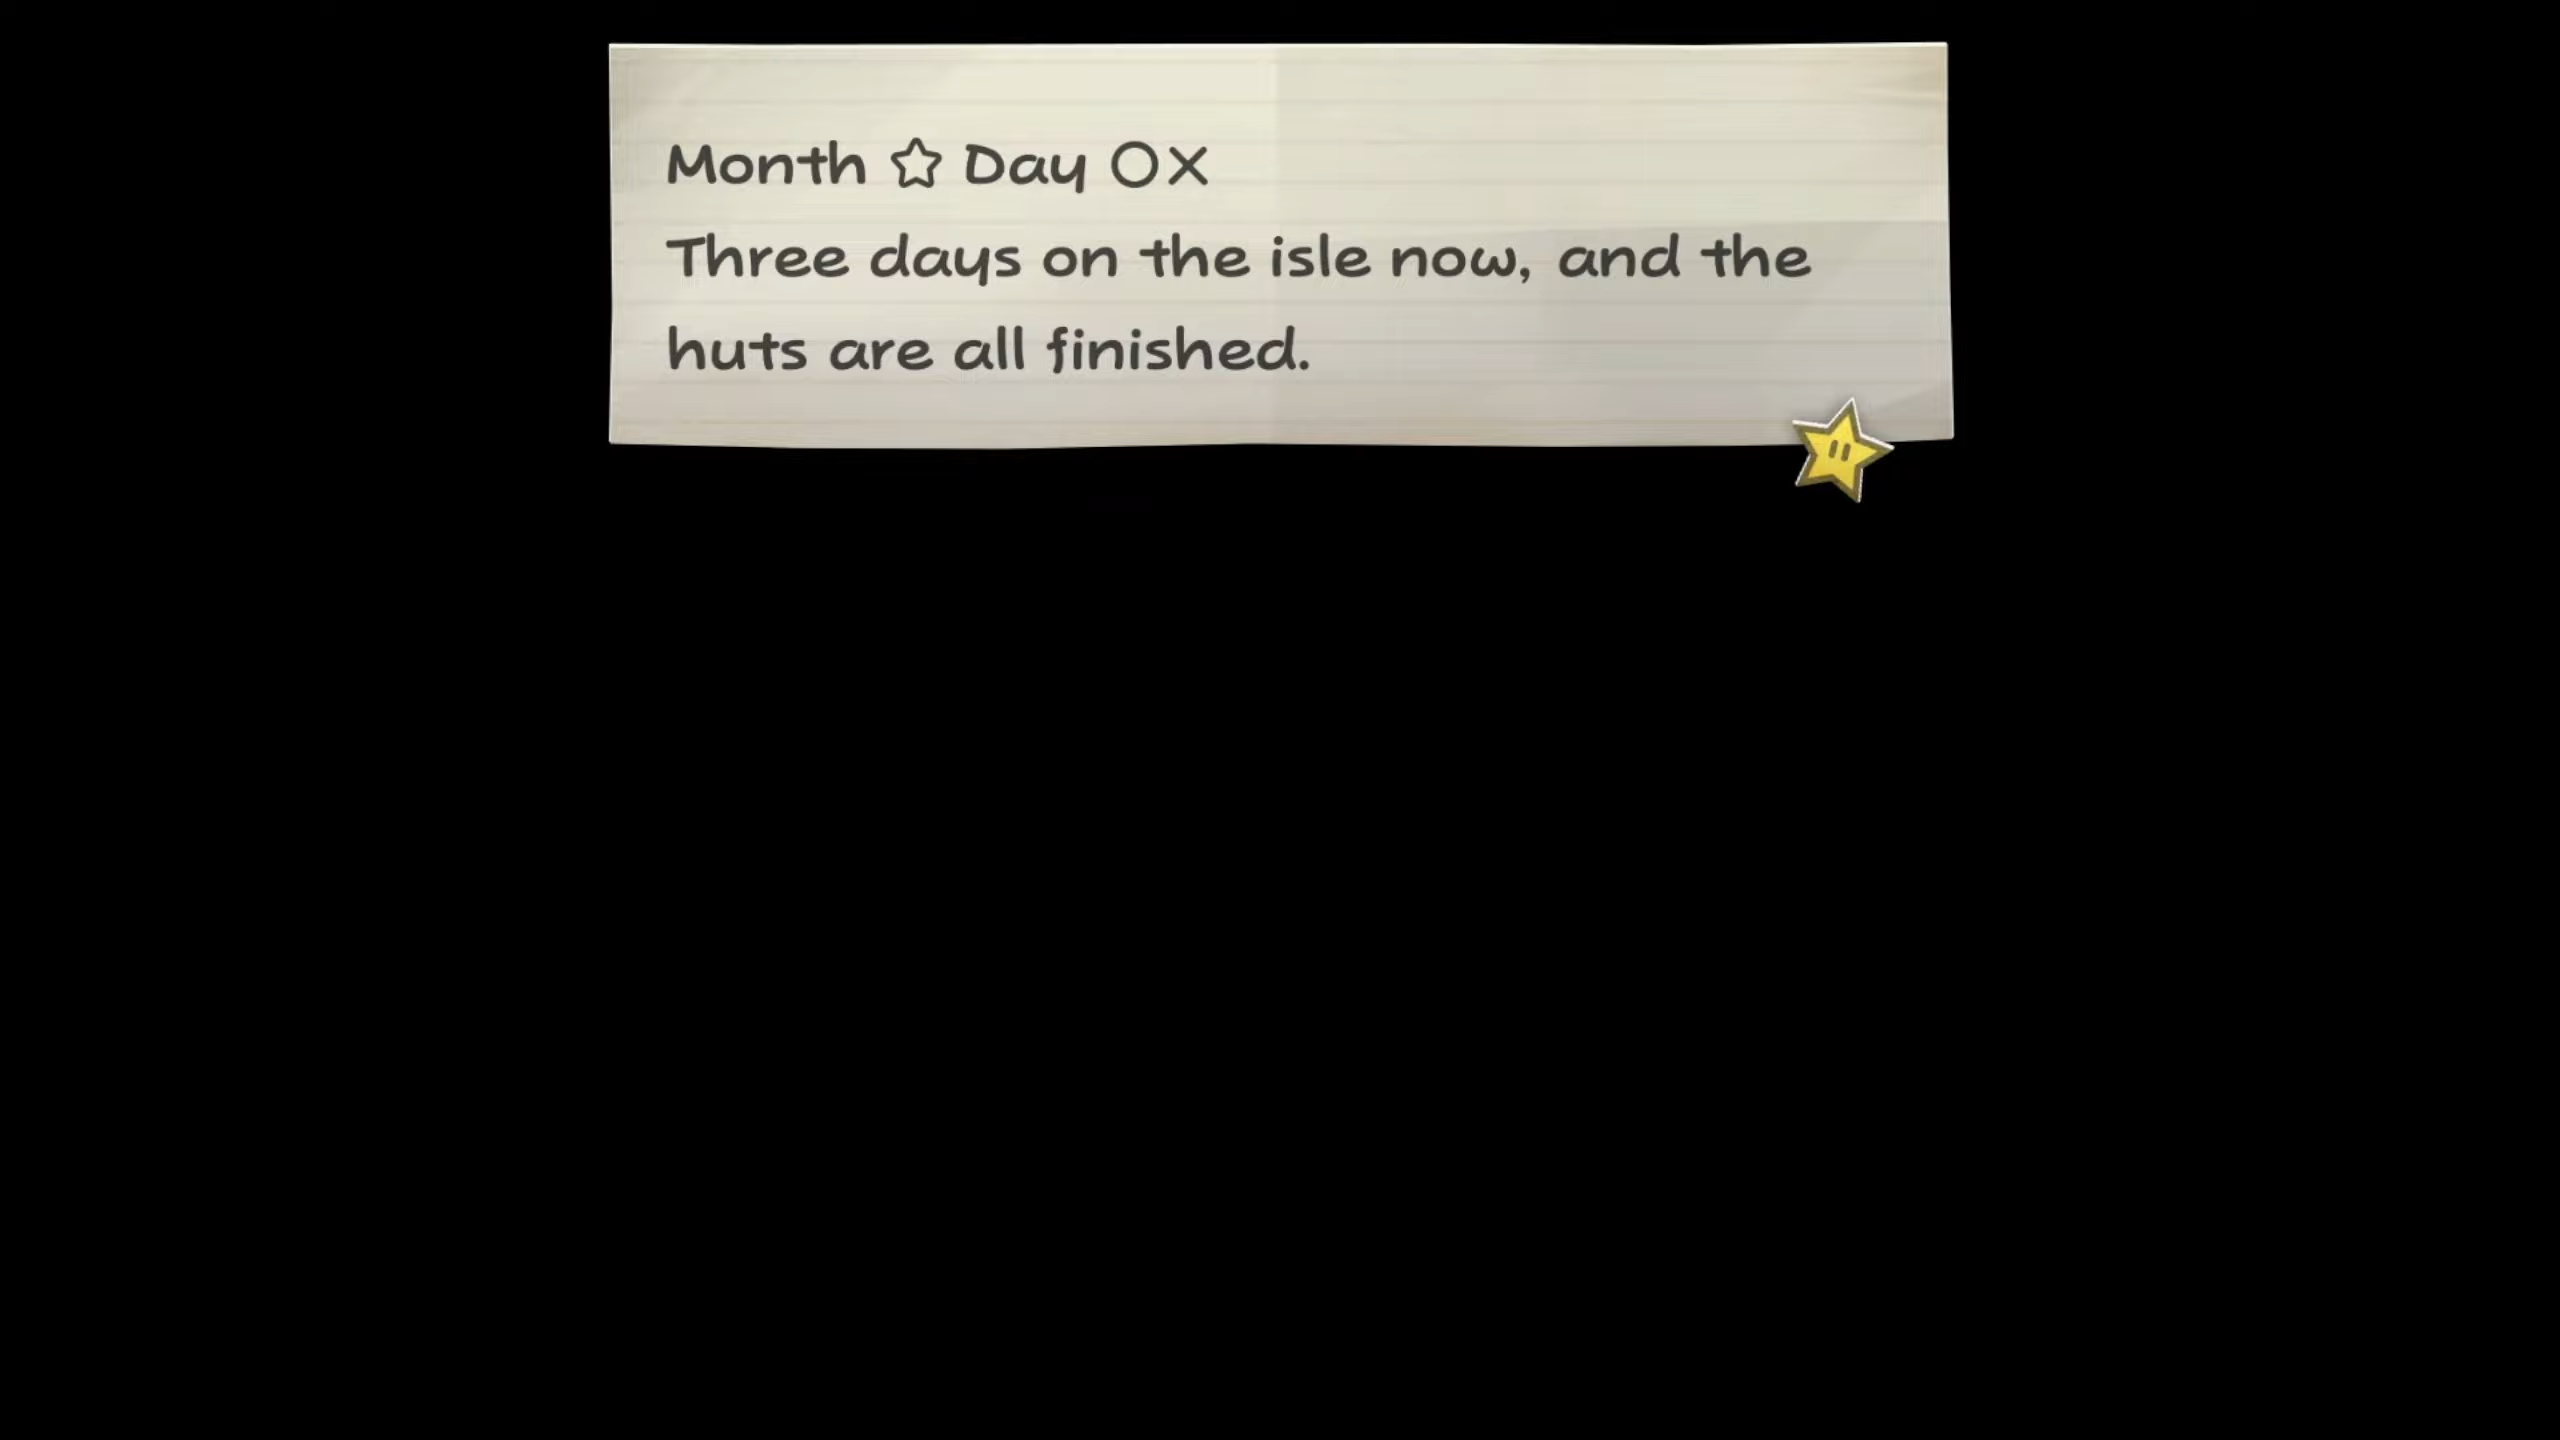 Month ☆ Day ○×
Three days on the isle now, and the
huts are all finished.